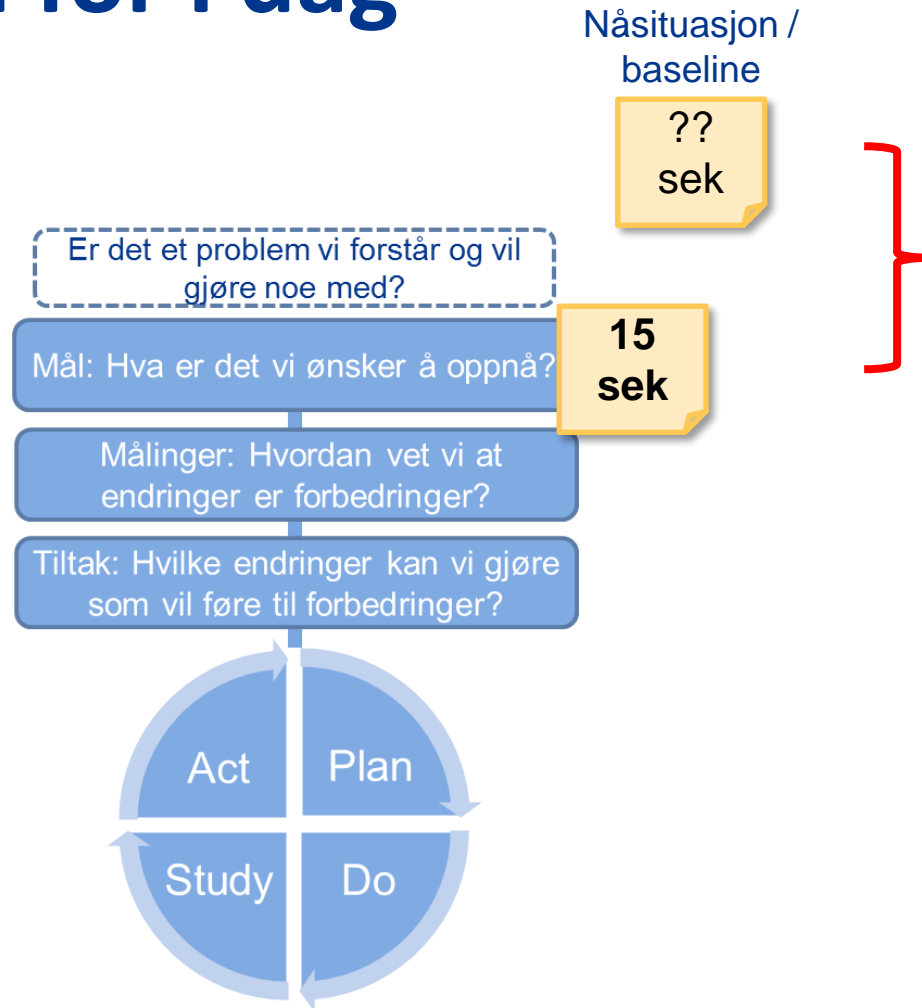 for i dag
Nåsituasjon /
baseline
??
sek
Er det et problem vi forstår og vil
gjøre noe med?
Mål: Hva er det vi ønsker å oppnå?
15
sek
Målinger: Hvordan vet vi at
endringer er forbedringer?
Tiltak: Hvilke endringer kan vi gjøre
som vil føre til forbedringer?
Act
Plan
Study
Do